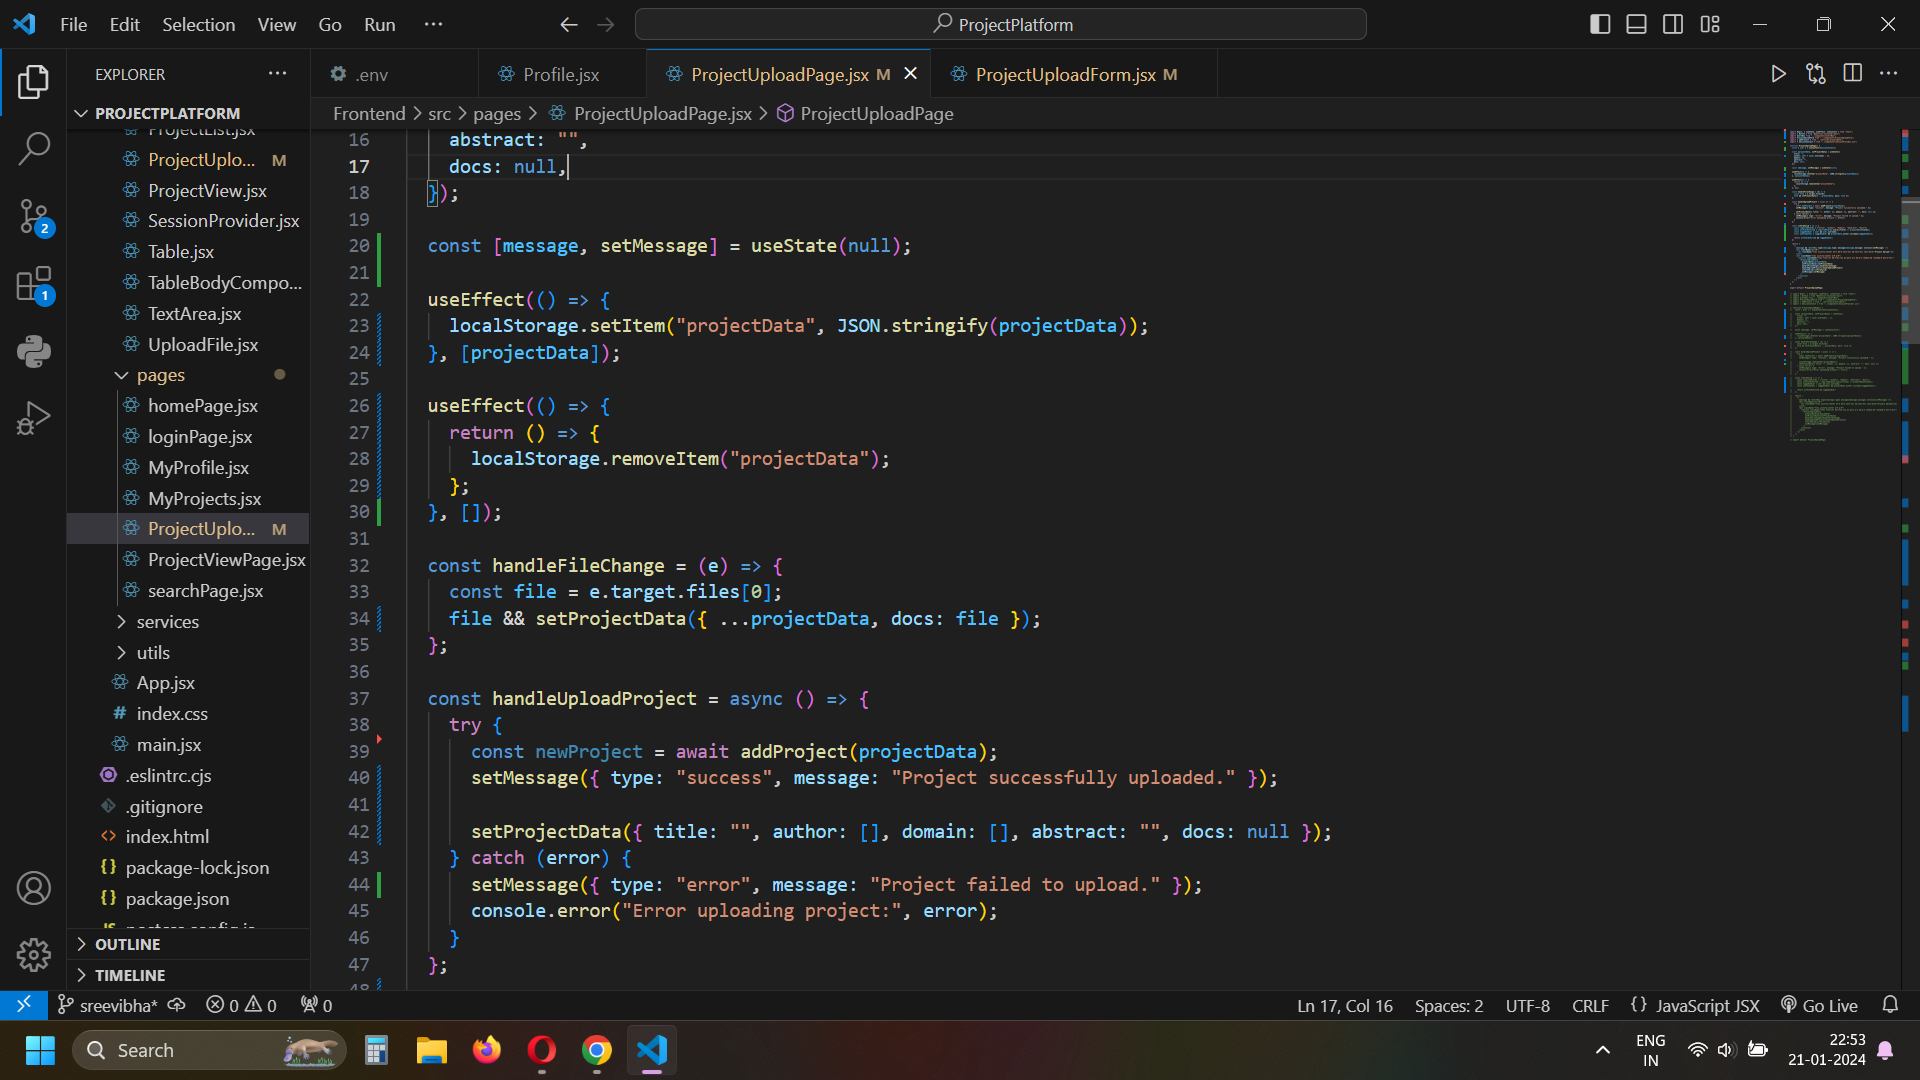 File Edit Selection View Go Run ···
ProjectPlatform
EXPLORER
.env
Profile.jsx
ProjectUploadPage.jsx M
ProjectUploadForm.jsx M
PROJECTPLATFORM
Frontend > src > pages > ProjectUploadPage.jsx > ProjectUploadPage
ProjectList.jsx
ProjectUplo... M
ProjectView.jsx
SessionProvider.jsx
Table.jsx
TableBodyCompo...
TextArea.jsx
UploadFile.jsx
pages
homePage.jsx
loginPage.jsx
MyProfile.jsx
MyProjects.jsx
ProjectUplo... M
ProjectViewPage.jsx
searchPage.jsx
services
utils
App.jsx
# index.css
main.jsx
.eslintrc.cjs
.gitignore
<> index.html
{} package-lock.json
{} package.json
OUTLINE
TIMELINE
2
1
16 abstract: "",
17 docs: null,
18 });
19
20 const [message, setMessage] = useState(null);
21
22 useEffect(() => {
23 localStorage.setItem("projectData", JSON.stringify(projectData));
24 }, [projectData]);
25
26 useEffect(() => {
27 return () => {
28 localStorage.removeItem("projectData");
29 };
30 }, []);
31
32 const handleFileChange = (e) => {
33 const file = e.target.files[0];
34 file && setProjectData({ ...projectData, docs: file });
35 };
36
37 const handleUploadProject = async () => {
38 try {
39 const newProject = await addProject(projectData);
40 setMessage({ type: "success", message: "Project successfully uploaded." });
41
42 setProjectData({ title: "", author: [], domain: [], abstract: "", docs: null });
43 } catch (error) {
44 setMessage({ type: "error", message: "Project failed to upload." });
45 console.error("Error uploading project:", error);
46 }
47 };
48
sreevibha* 0 0 0
Ln 17, Col 16 Spaces: 2 UTF-8 CRLF {} JavaScript JSX Go Live
Search
ENG
IN
22:53
21-01-2024